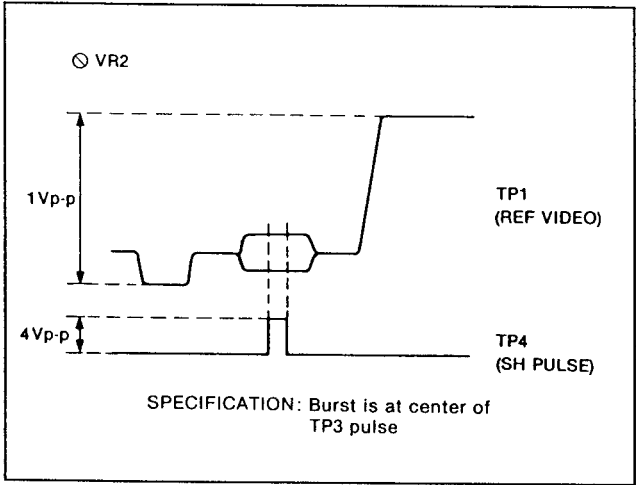 VR2
1Vp-p
TP1
(REF VIDEO)
4Vp-p
TP4
(SH PULSE)
SPECIFICATION: Burst is at center of
TP3 pulse